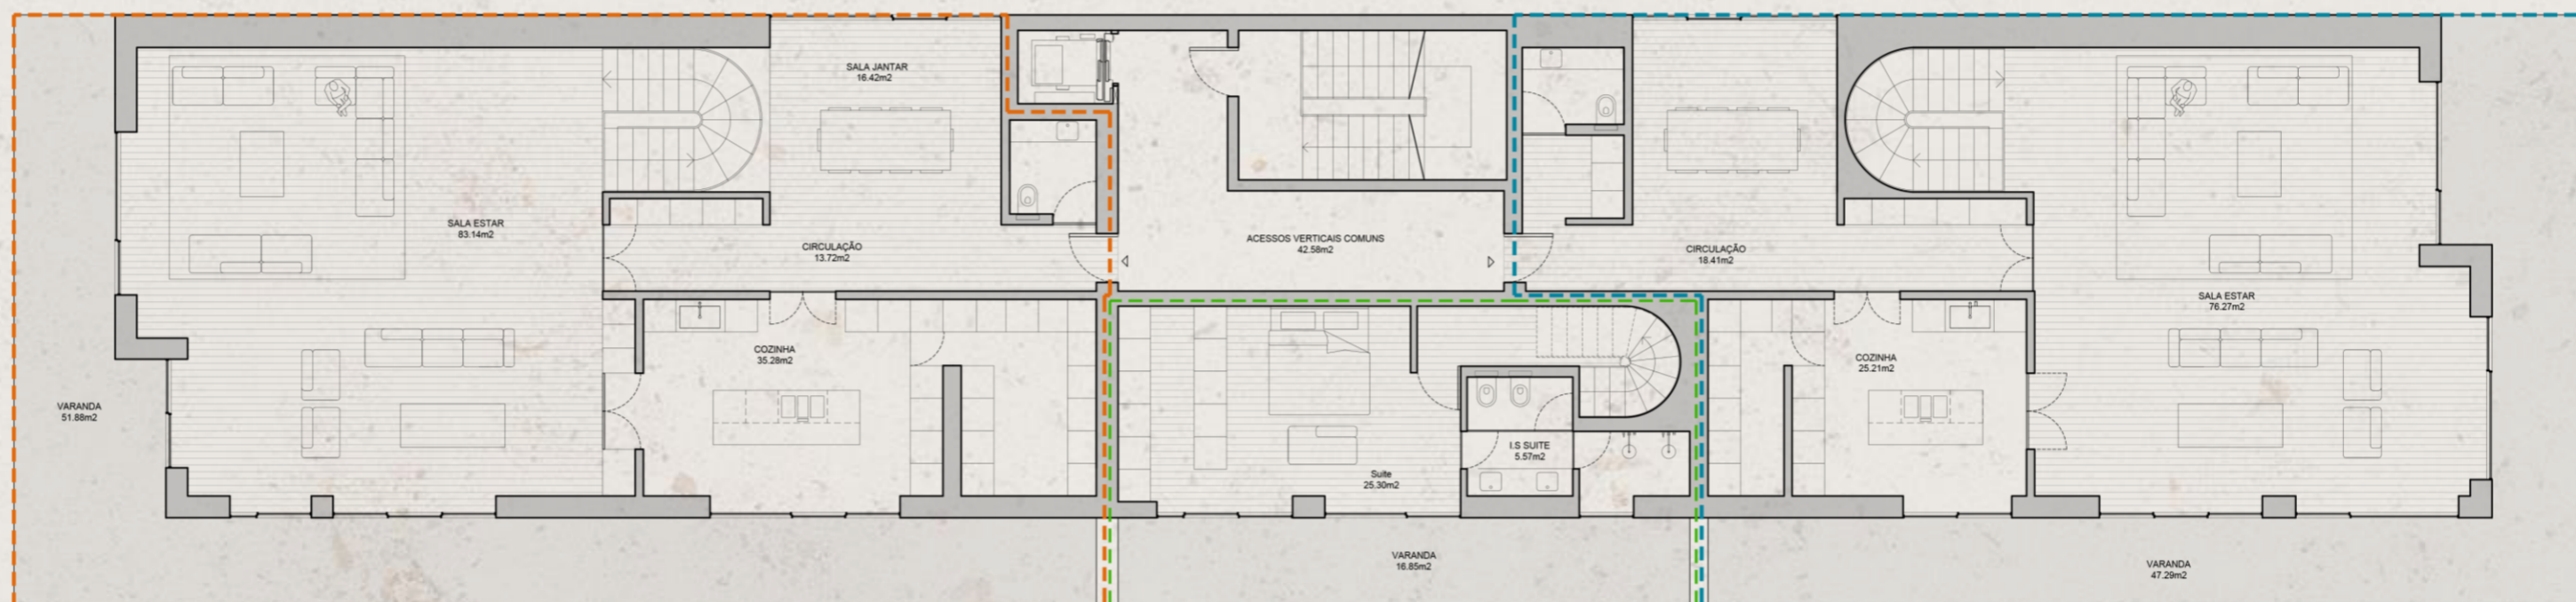 SALA JANTAR
16.42m2
SALA ESTAR
83.14m2
CIRCULAÇÃO
13.72m2
ACESSOS VERTICAIS COMUNS
42.58m2
CIRCULAÇÃO
18.41m2
SALA ESTAR
76.27m2
COZINHA
35.28m2
COZINHA
25.21m2
VARANDA
51.88m2
I.S SUITE
5.57m2
Suite
25.30m2
VARANDA
16.85m2
VARANDA
47.29m2